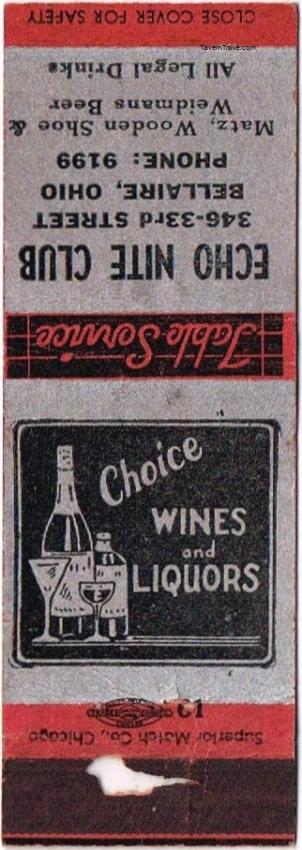 CLOSE COVER FOR SAFETY
TavernTrove.com
All Legal Drinks
Weidmans Beer
Matz, Wooden Shoe &
PHONE: 9199
BELLAIRE, OHIO
346-33rd STREET
ECHO NITE CLUB
Table Service
Choice
WINES
and
LIQUORS
13
Superior Match Co., Chicago